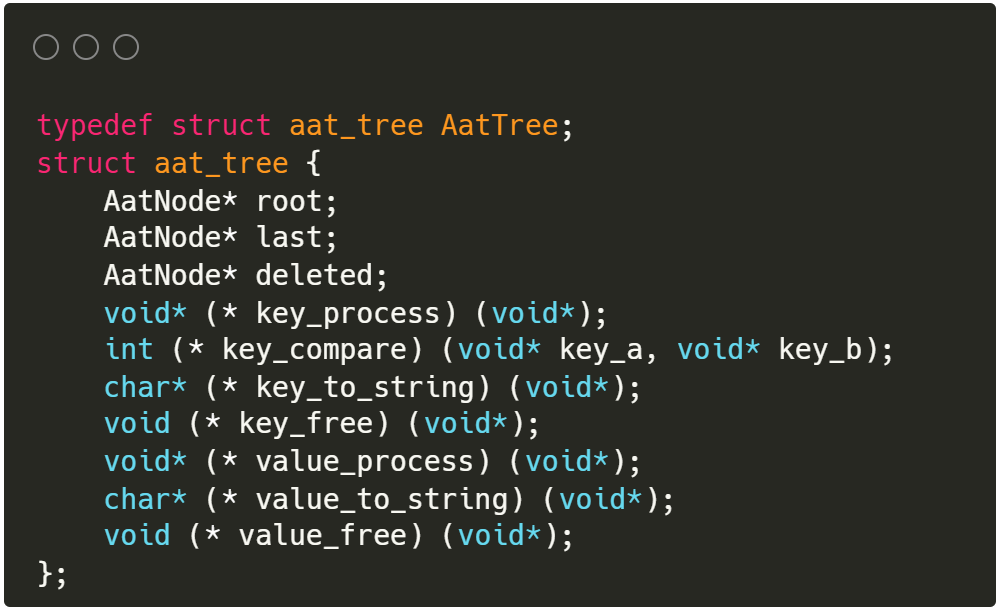 typedef struct aat_tree AatTree;
struct aat_tree {
    AatNode* root;
    AatNode* last;
    AatNode* deleted;
    void* (* key_process) (void*);
    int (* key_compare) (void* key_a, void* key_b);
    char* (* key_to_string) (void*);
    void (* key_free) (void*);
    void* (* value_process) (void*);
    char* (* value_to_string) (void*);
    void (* value_free) (void*);
};